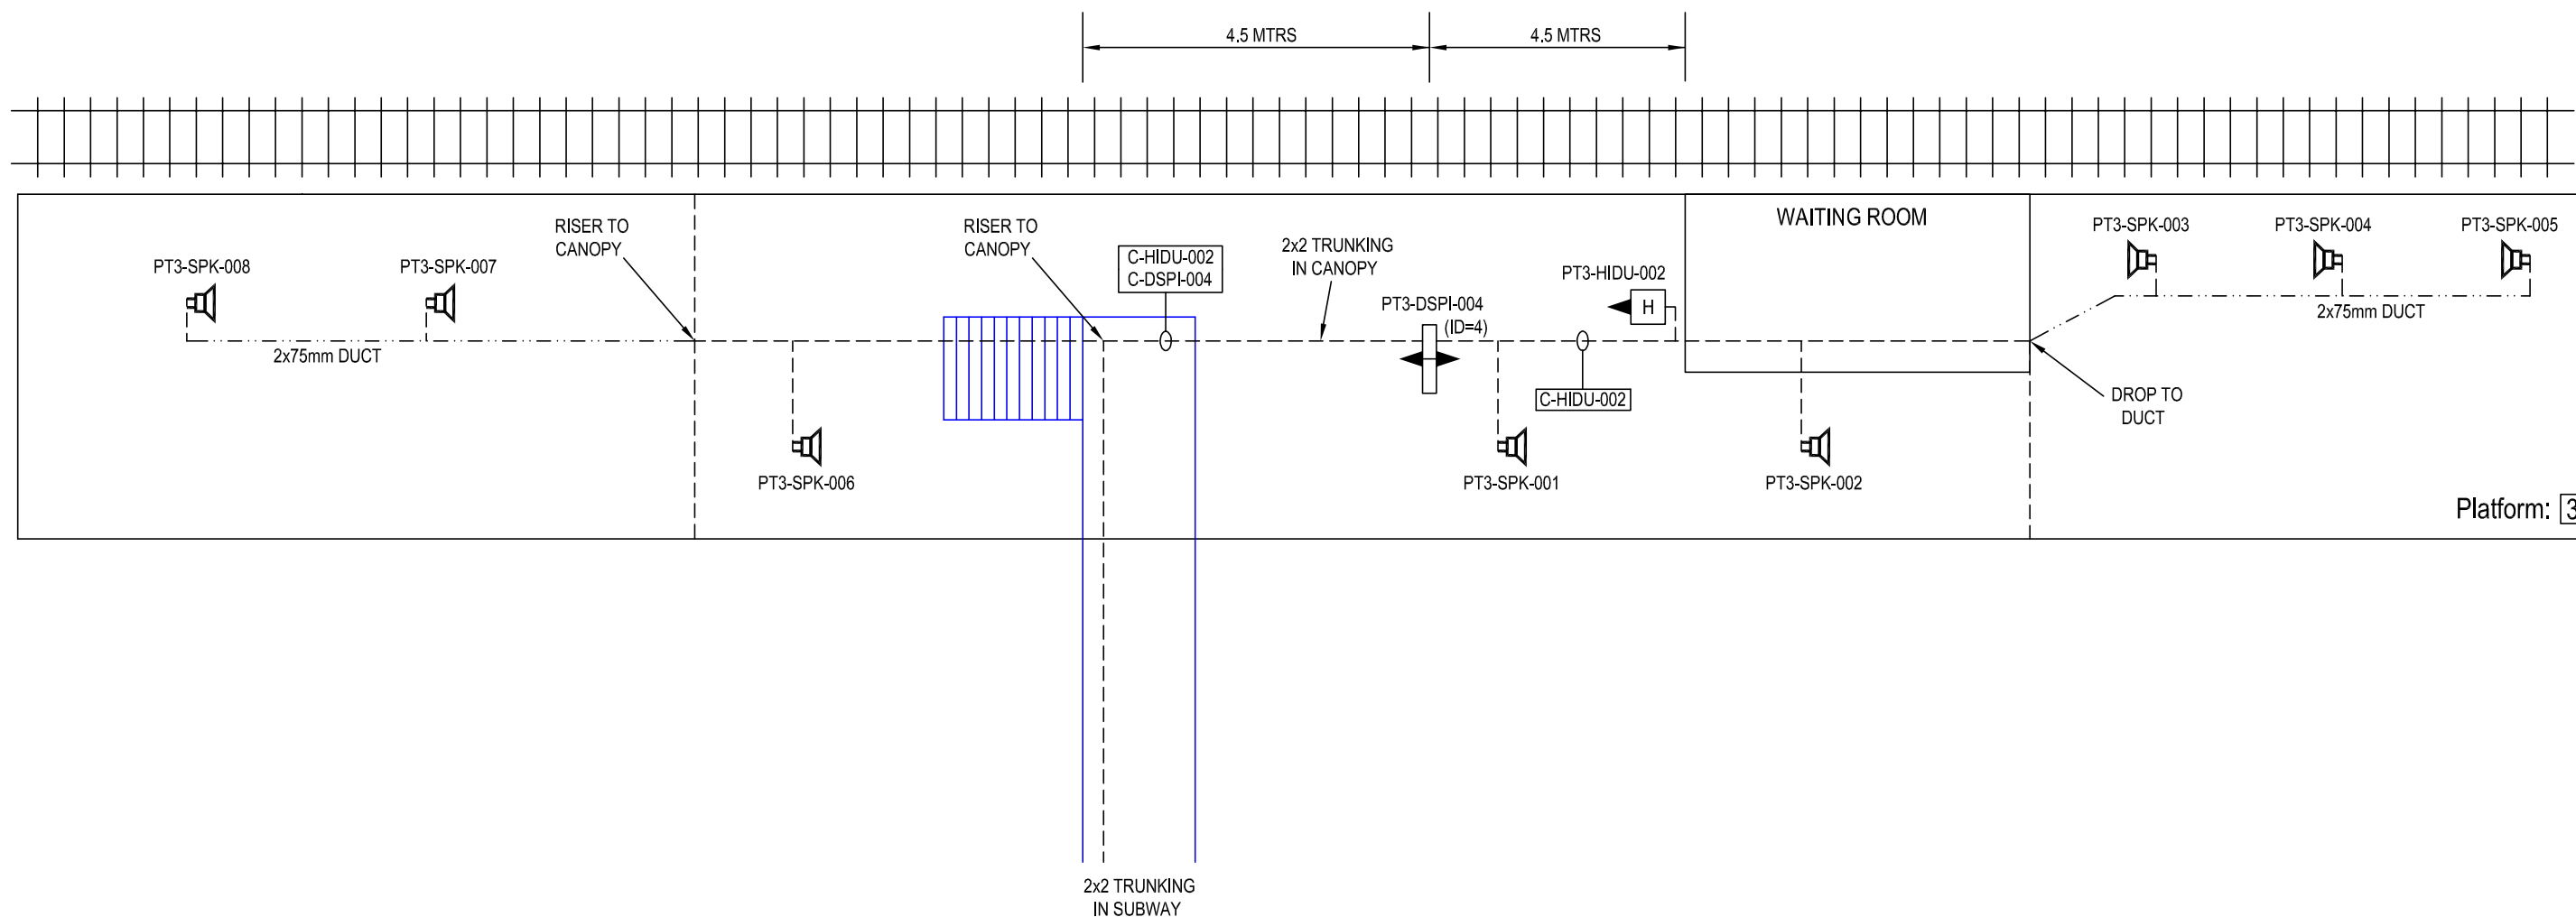 4.5 MTRS
4.5 MTRS
RISER TO
CANOPY
RISER TO
CANOPY
C-HIDU-002
C-DSPI-004
2x2 TRUNKING
IN CANOPY
PT3-HIDU-002
H
WAITING ROOM
PT3-SPK-003
PT3-SPK-004
PT3-SPK-005
PT3-SPK-008
PT3-SPK-007
PT3-DSPI-004
(ID=4)
2x75mm DUCT
2x75mm DUCT
C-HIDU-002
DROP TO
DUCT
PT3-SPK-006
PT3-SPK-001
PT3-SPK-002
Platform: 3
2x2 TRUNKING
IN SUBWAY